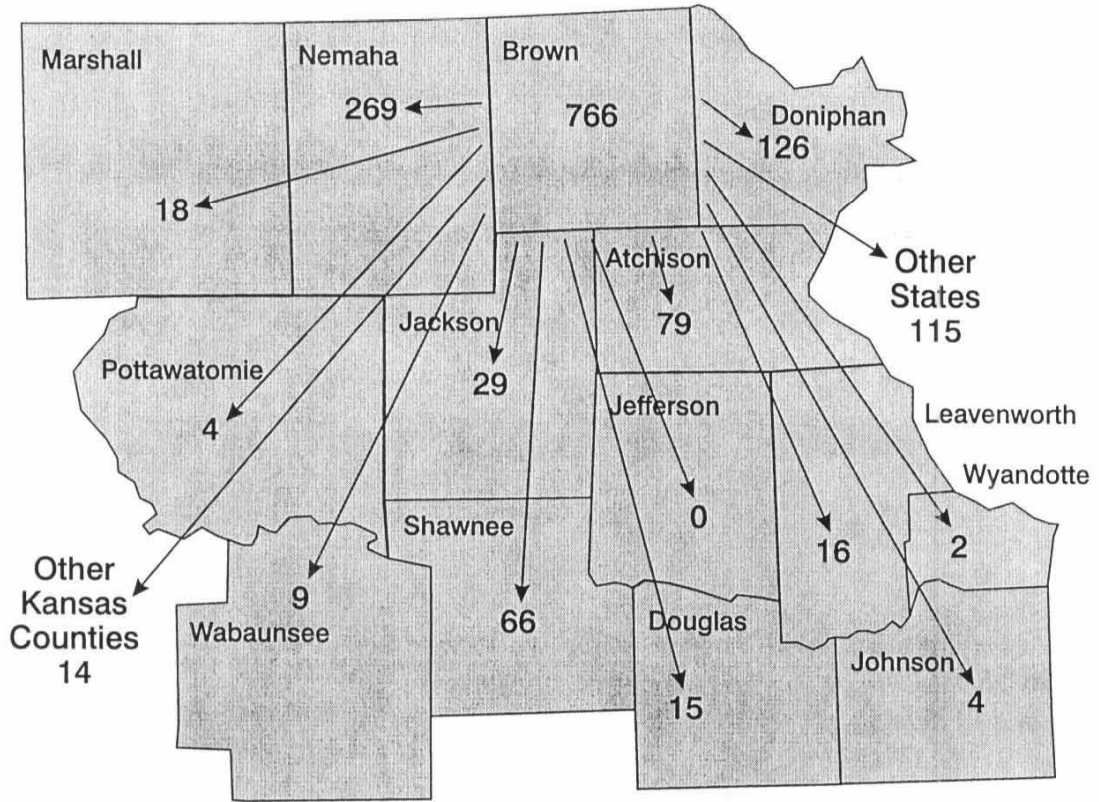 Marshall
Nemaha
Brown
269
766
Doniphan
126
18
Atchison
Other
States
115
Jackson
79
Pottawatomie
29
4
Jefferson
Leavenworth
Wyandotte
Shawnee
0
16
2
Other
Kansas
Counties
14
9
Wabaunsee
66
Douglas
Johnson
15
4